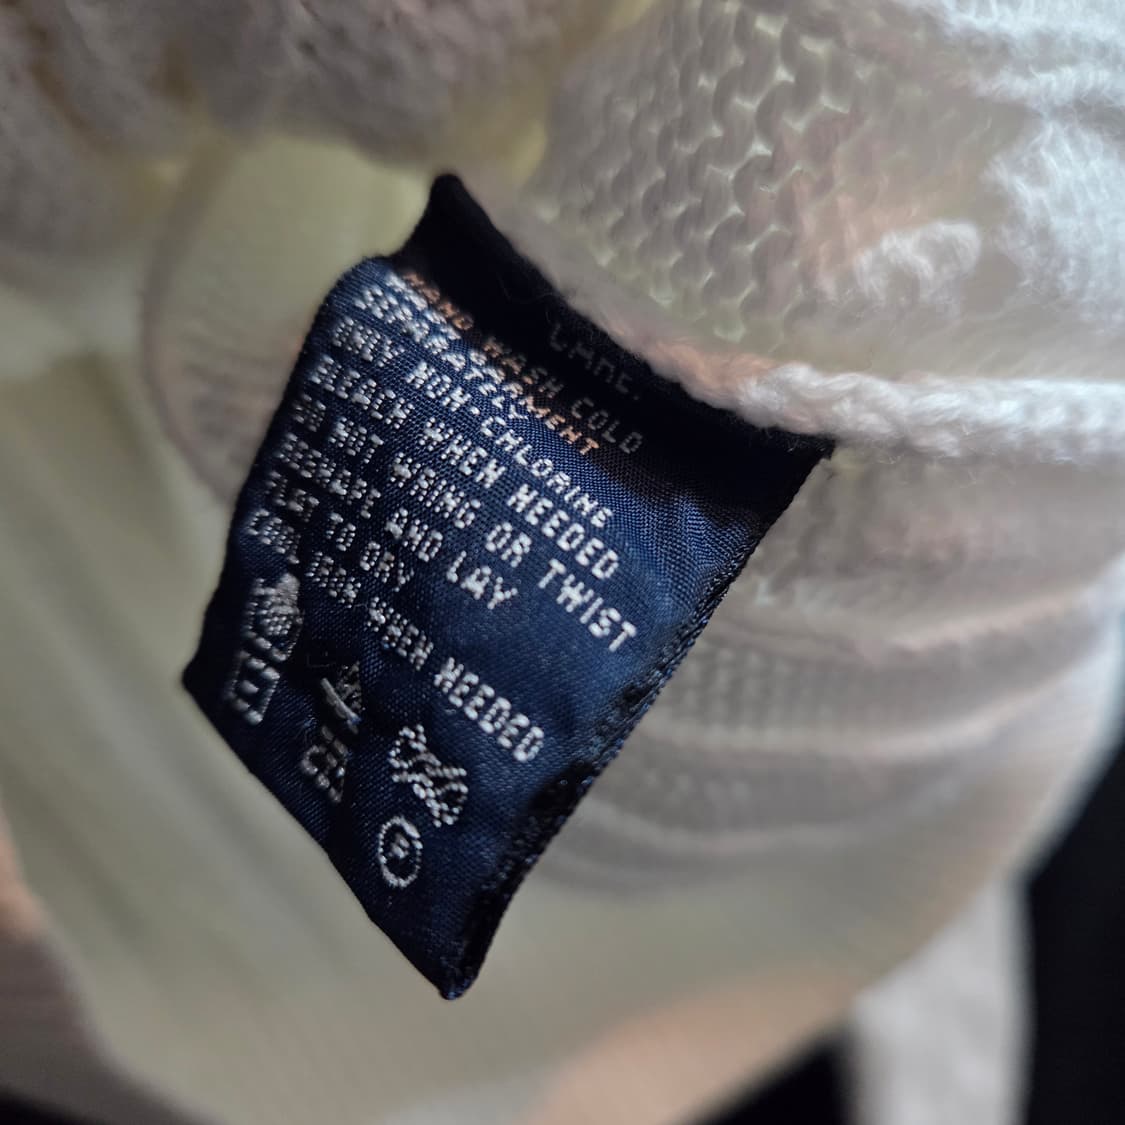 CARE:
HAND WASH COLD
SEPARATELY
ONLY NON-CHLORINE
BLEACH WHEN NEEDED
DO NOT WRING OR TWIST
RESHAPE AND LAY
FLAT TO DRY
COOL IRON WHEN NEEDED